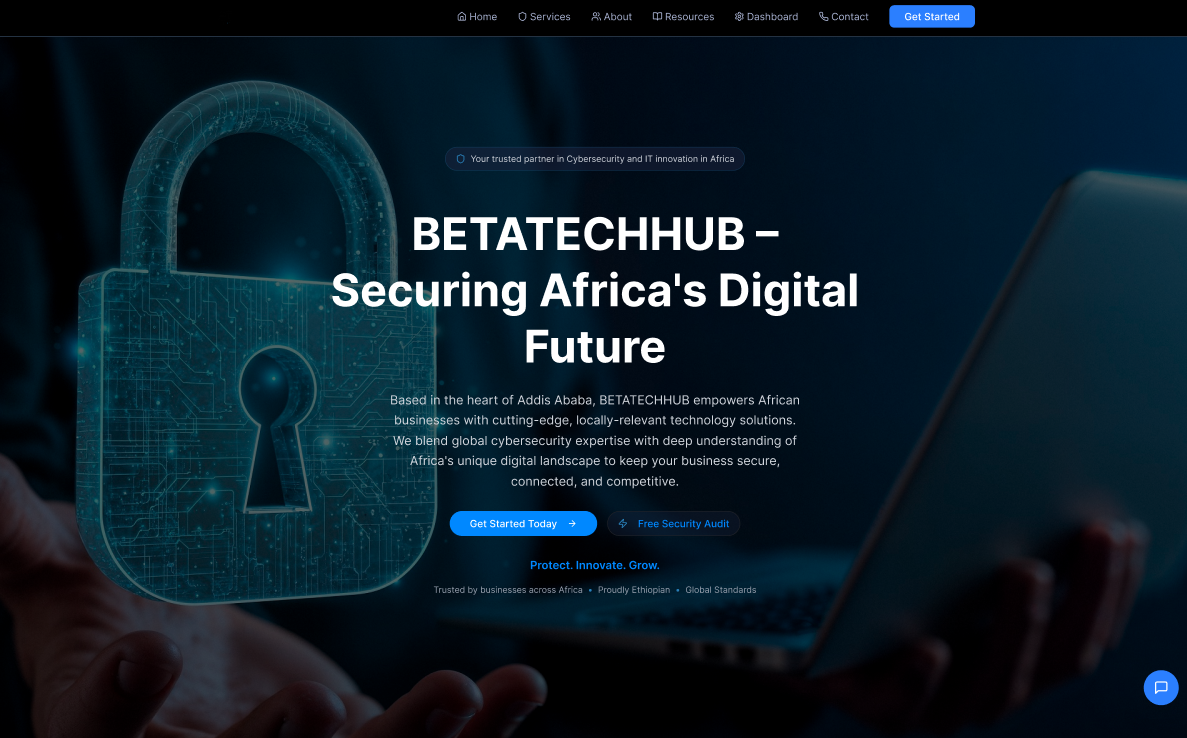 Home Services About Resources Dashboard Contact Get Started
Your trusted partner in Cybersecurity and IT innovation in Africa
BETATECHHUB –
Securing Africa's Digital
Future
Based in the heart of Addis Ababa, BETATECHHUB empowers African
businesses with cutting-edge, locally-relevant technology solutions.
We blend global cybersecurity expertise with deep understanding of
Africa's unique digital landscape to keep your business secure,
connected, and competitive.
Get Started Today → Free Security Audit
Protect. Innovate. Grow.
Trusted by businesses across Africa • Proudly Ethiopian • Global Standards